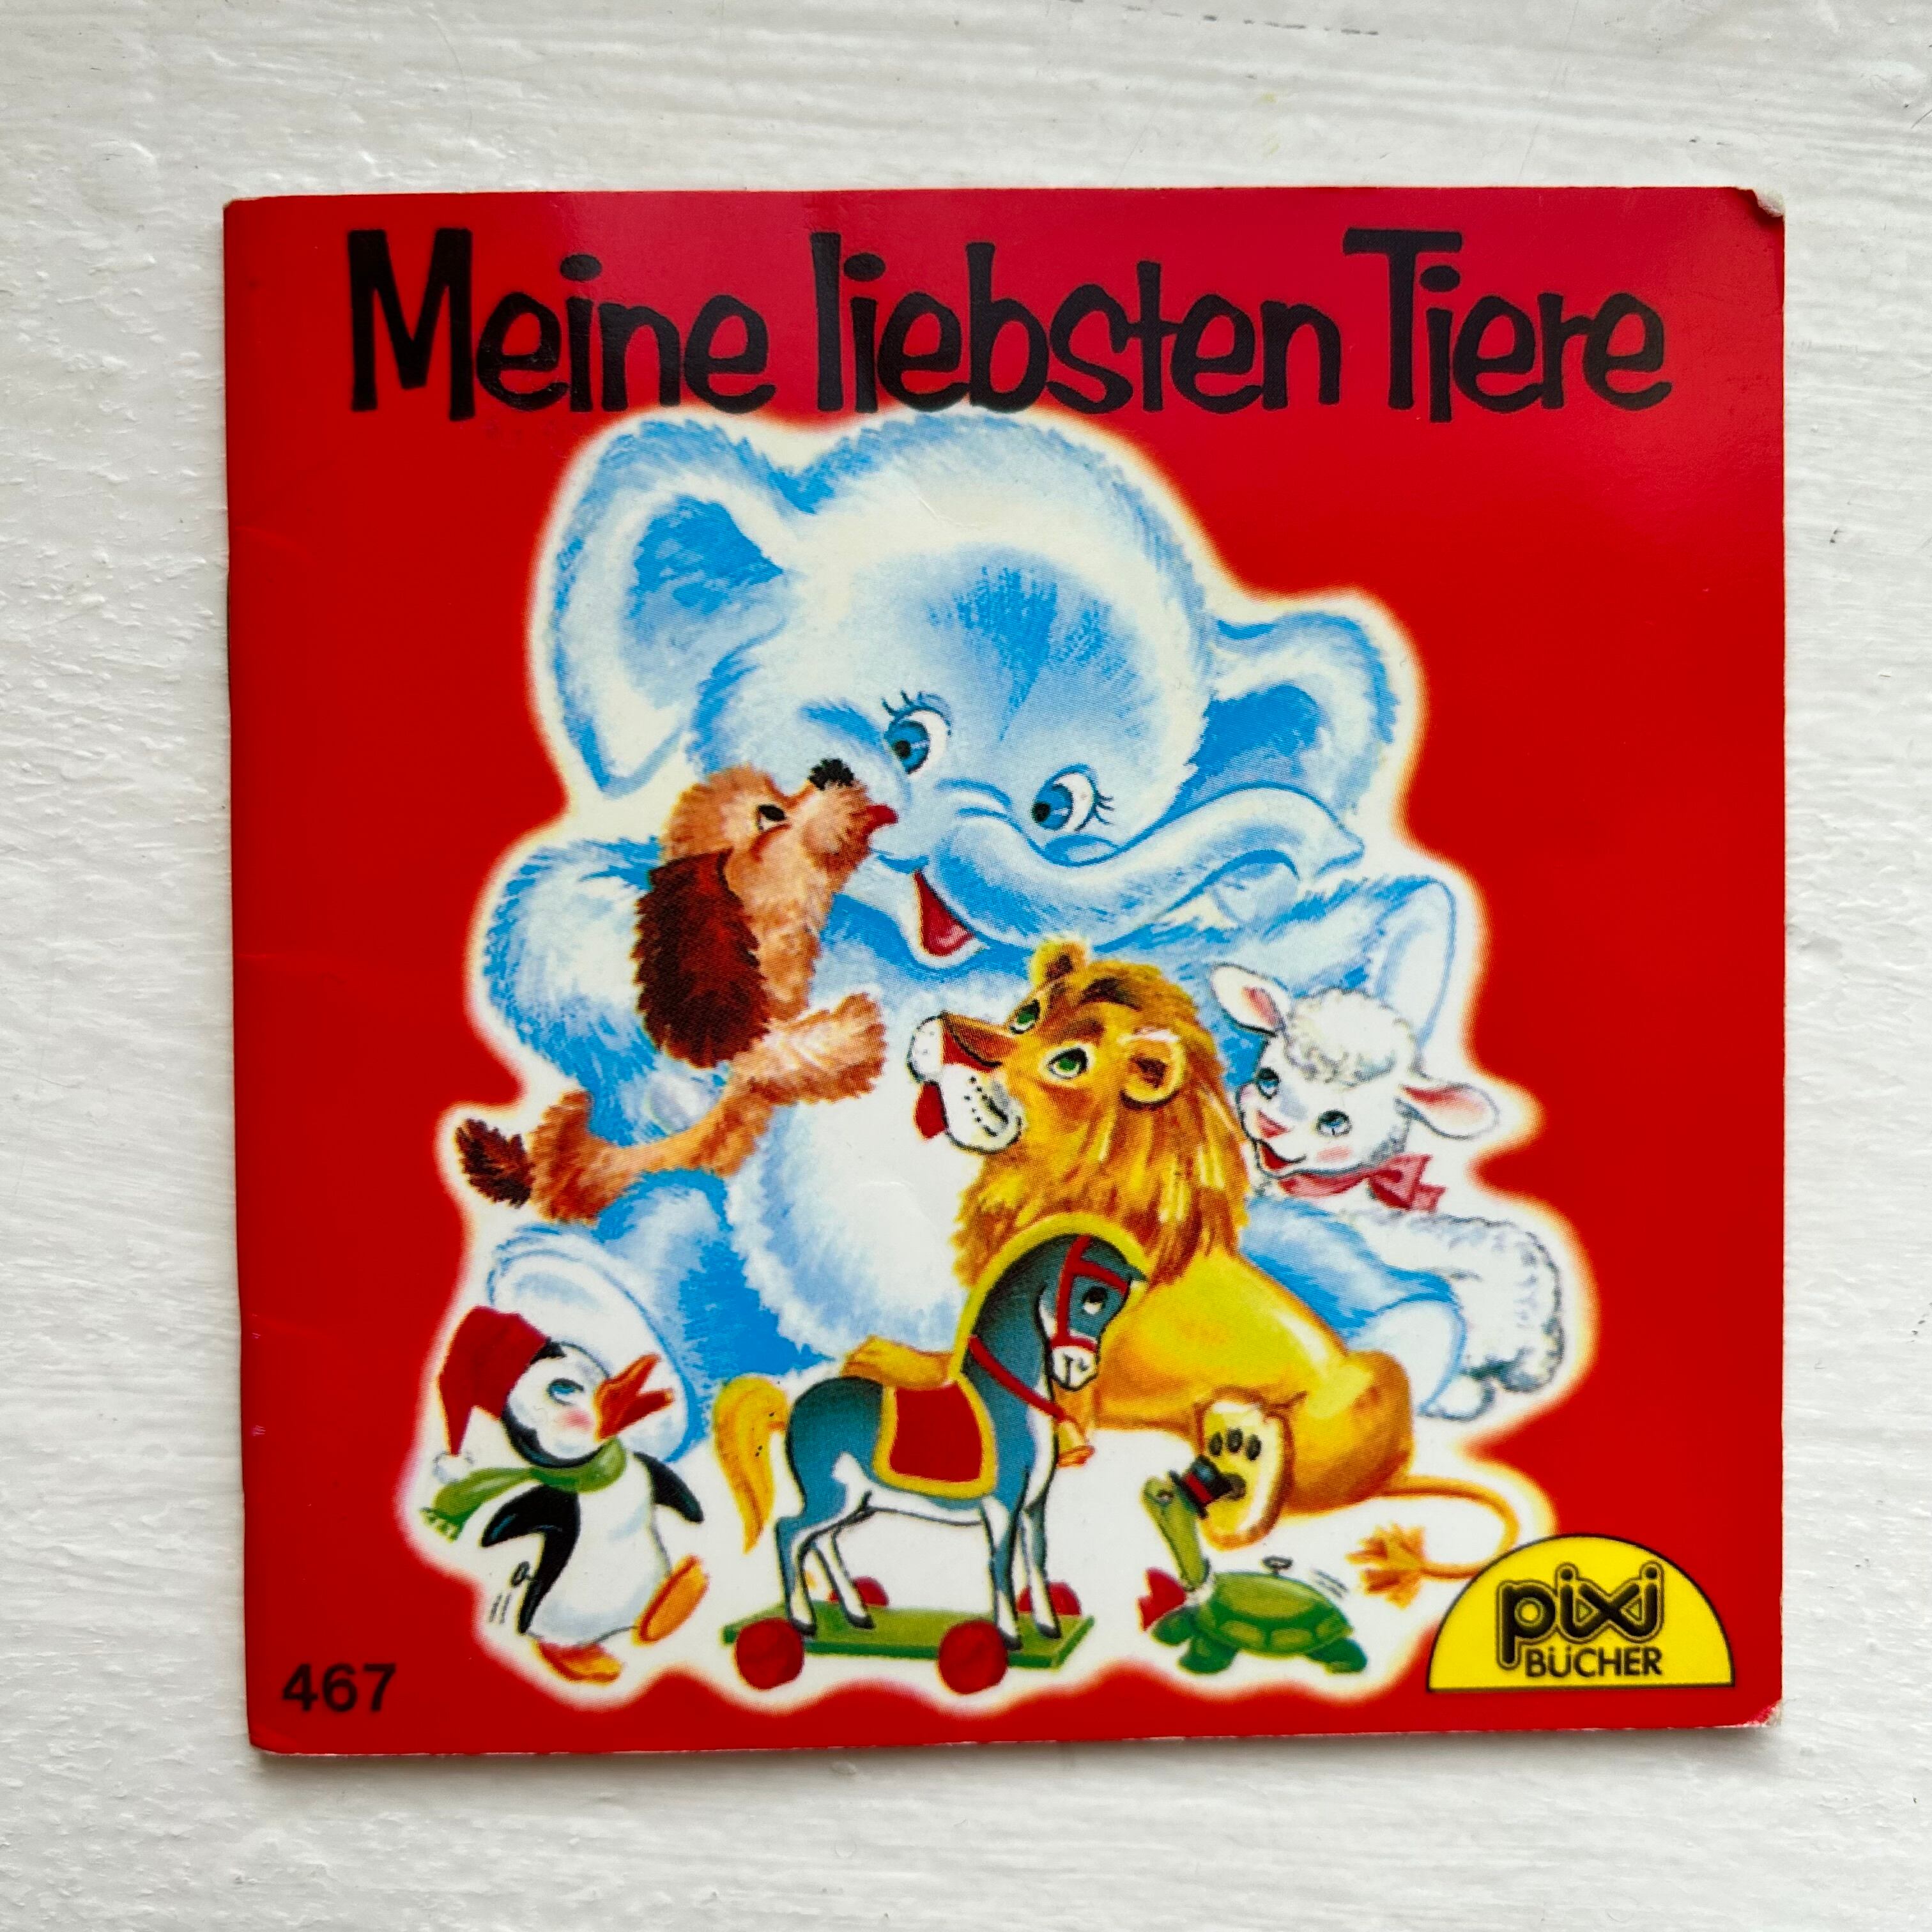 Meine liebsten Tiere
467
pixi
BÜCHER